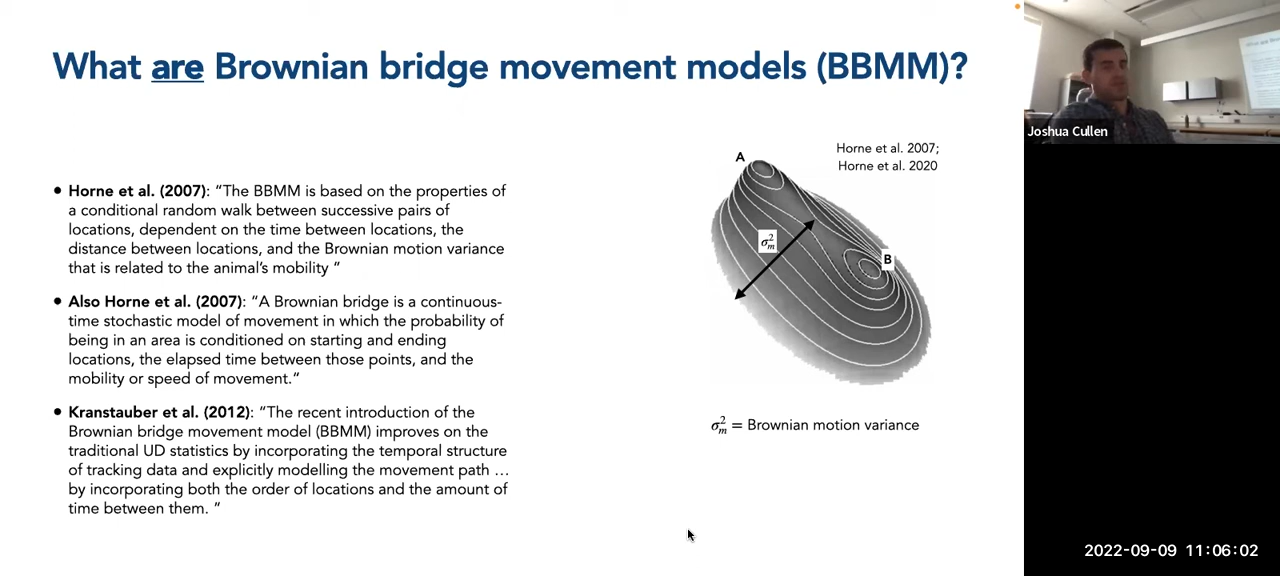 What are Brownian bridge movement models (BBMM)?
● Horne et al. (2007): “The BBMM is based on the properties of
a conditional random walk between successive pairs of
locations, dependent on the time between locations, the
distance between locations, and the Brownian motion variance
that is related to the animal’s mobility ”
● Also Horne et al. (2007): “A Brownian bridge is a continuous-
time stochastic model of movement in which the probability of
being in an area is conditioned on starting and ending
locations, the elapsed time between those points, and the
mobility or speed of movement.”
● Kranstauber et al. (2012): “The recent introduction of the
Brownian bridge movement model (BBMM) improves on the
traditional UD statistics by incorporating the temporal structure
of tracking data and explicitly modelling the movement path …
by incorporating both the order of locations and the amount of
time between them. ”
Horne et al. 2007;
Horne et al. 2020
A
σ²ₘ
B
σ²ₘ = Brownian motion variance
Joshua Cullen
2022-09-09 11:06:02